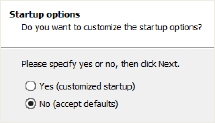 Startup options
Do you want to customize the startup options?
Please specify yes or no, then click Next.
Yes (customized startup)
No (accept defaults)